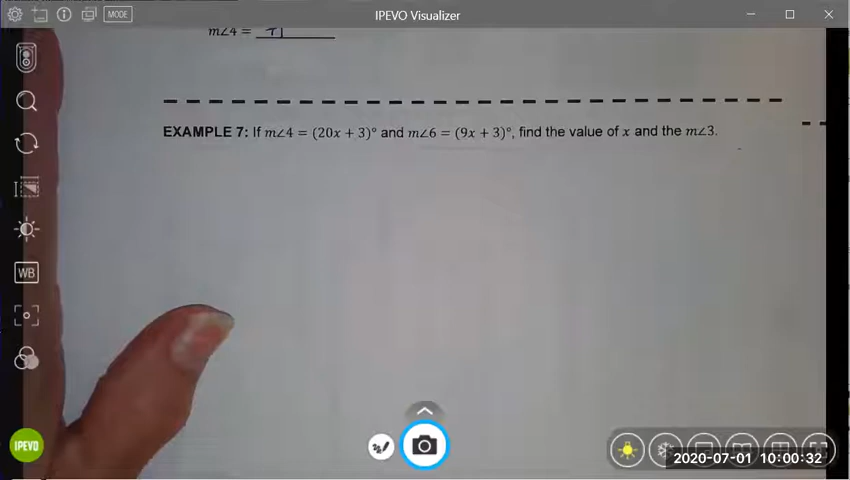 IPEVO Visualizer
MODE
m∠4 = 71
EXAMPLE 7: If m∠4 = (20x + 3)° and m∠6 = (9x + 3)°, find the value of x and the m∠3.
WB
IPEVO
2020-07-01 10:00:32